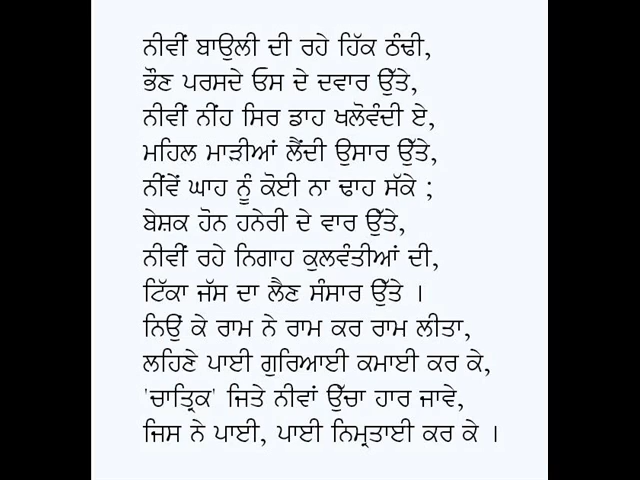 ਨੀਵੀਂ ਬਾਉਲੀ ਦੀ ਰਹੇ ਹਿੱਕ ਠੰਢੀ,
ਭੌਣ ਪਰਸਦੇ ਓਸ ਦੇ ਦਵਾਰ ਉੱਤੇ,
ਨੀਵੀਂ ਨੀਂਹ ਸਿਰ ਡਾਹ ਖਲੋਵੰਦੀ ਏ,
ਮਹਿਲ ਮਾੜੀਆਂ ਲੈਂਦੀ ਉਸਾਰ ਉੱਤੇ,
ਨੀਂਵੇਂ ਘਾਹ ਨੂੰ ਕੋਈ ਨਾ ਢਾਹ ਸੱਕੇ ;
ਬੇਸ਼ਕ ਹੋਨ ਹਨੇਰੀ ਦੇ ਵਾਰ ਉੱਤੇ,
ਨੀਵੀਂ ਰਹੇ ਨਿਗਾਹ ਕੁਲਵੰਤੀਆਂ ਦੀ,
ਟਿੱਕਾ ਜੱਸ ਦਾ ਲੈਣ ਸੰਸਾਰ ਉੱਤੇ ।
ਨਿਉਂ ਕੇ ਰਾਮ ਨੇ ਰਾਮ ਕਰ ਰਾਮ ਲੀਤਾ,
ਲਹਿਣੇ ਪਾਈ ਗੁਰਿਆਈ ਕਮਾਈ ਕਰ ਕੇ,
'ਚਾਤ੍ਰਿਕ' ਜਿਤੇ ਨੀਵਾਂ ਉੱਚਾ ਹਾਰ ਜਾਵੇ,
ਜਿਸ ਨੇ ਪਾਈ, ਪਾਈ ਨਿਮ੍ਰਤਾਈ ਕਰ ਕੇ ।